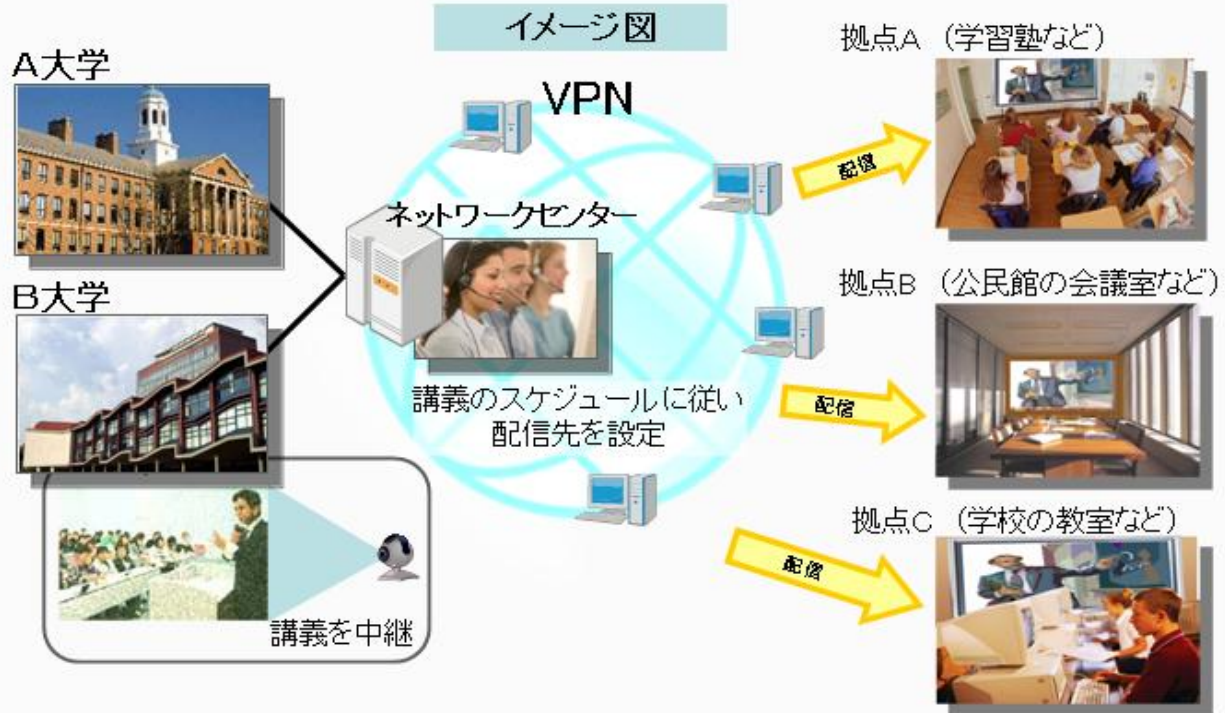 イメージ図
A大学
B大学
講義を中継
VPN
ネットワークセンター
講義のスケジュールに従い
配信先を設定
配信
拠点A （学習塾など）
配信
拠点B （公民館の会議室など）
配信
拠点C （学校の教室など）